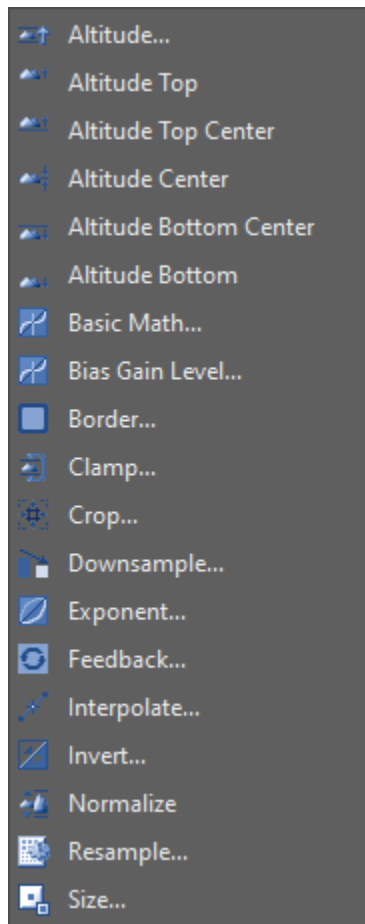 Altitude...
Altitude Top
Altitude Top Center
Altitude Center
Altitude Bottom Center
Altitude Bottom
Basic Math...
Bias Gain Level...
Border...
Clamp...
Crop...
Downsample...
Exponent...
Feedback...
Interpolate...
Invert...
Normalize
Resample...
Size...